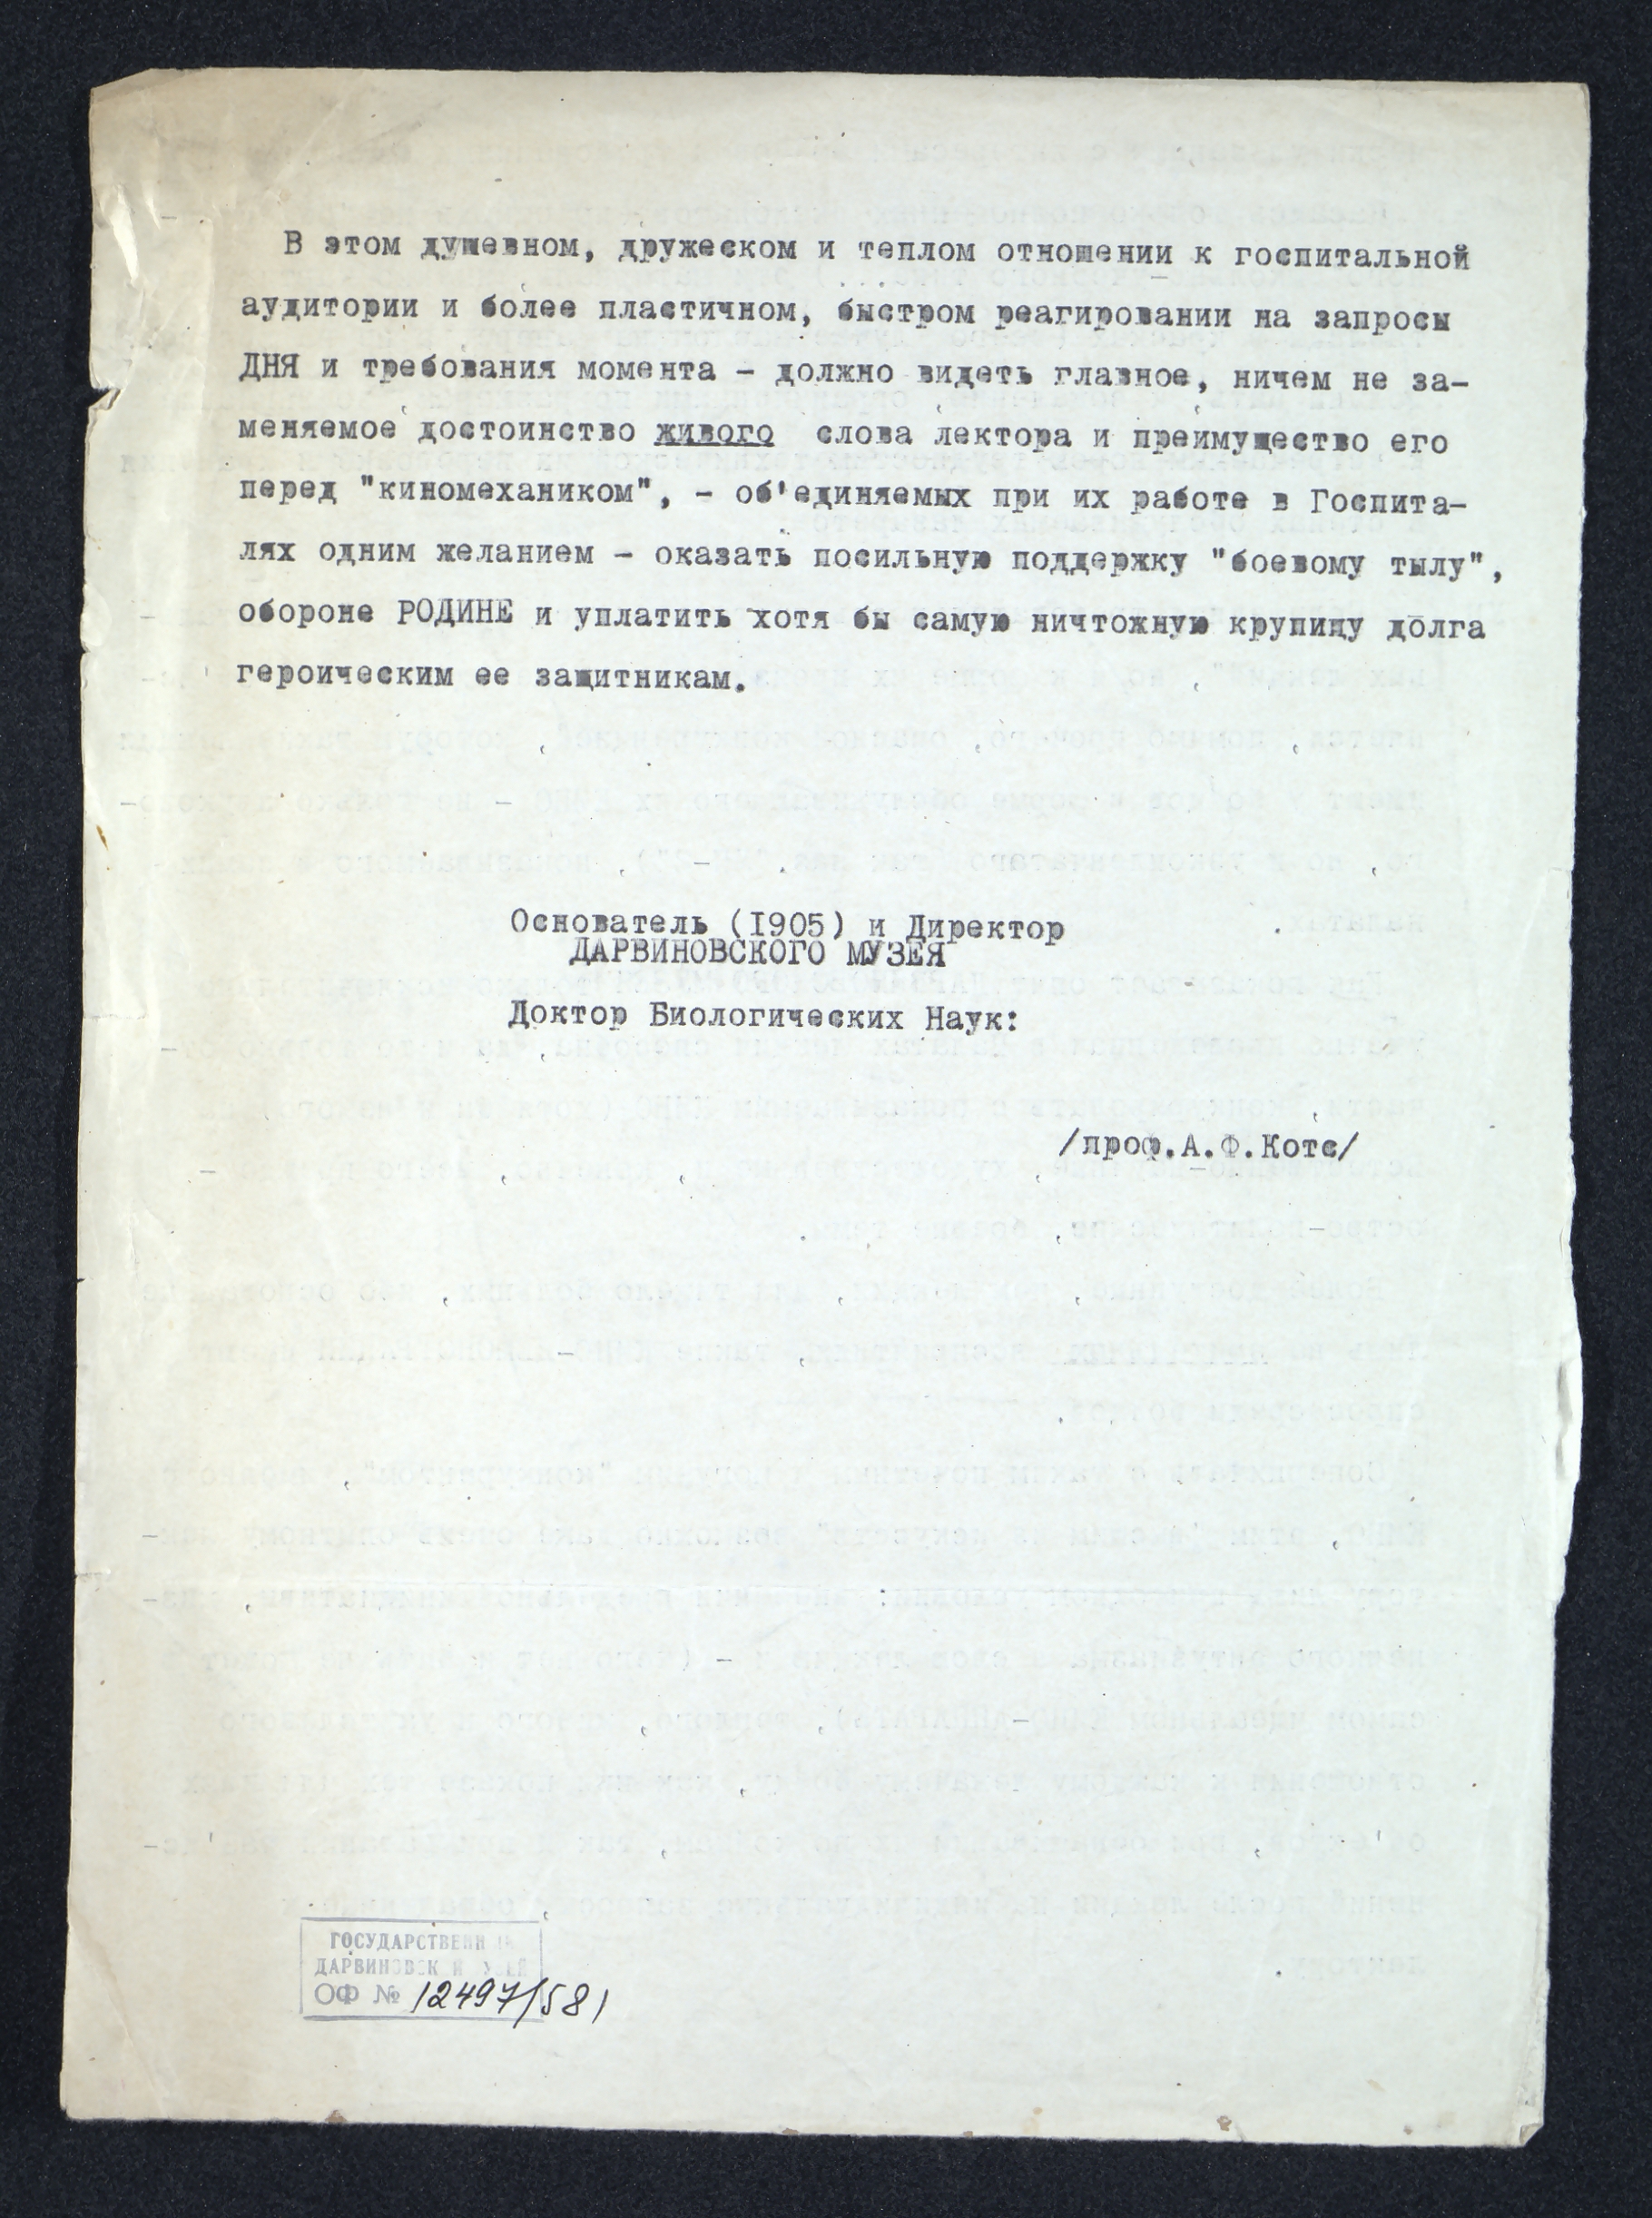 В этом душевном, дружеском и теплом отношении к госпитальной
аудитории и более пластичном, быстром реагировании на запросы
ДНЯ и требования момента – должно видеть главное, ничем не за-
меняемое достоинство живого слова лектора и преимущество его
перед "киномехаником", – об'единяемых при их работе в Госпита-
лях одним желанием – оказать посильную поддержку "боевому тылу",
обороне РОДИНЕ и уплатить хотя бы самую ничтожную крупицу долга
героическим ее защитникам.
Основатель (I905) и Директор
ДАРВИНОВСКОГО МУЗЕЯ
Доктор Биологических Наук:
/проф.А.Ф.Котс/
ГОСУДАРСТВЕНН
ДАРВИНОВСК
ОФ № 12497/581